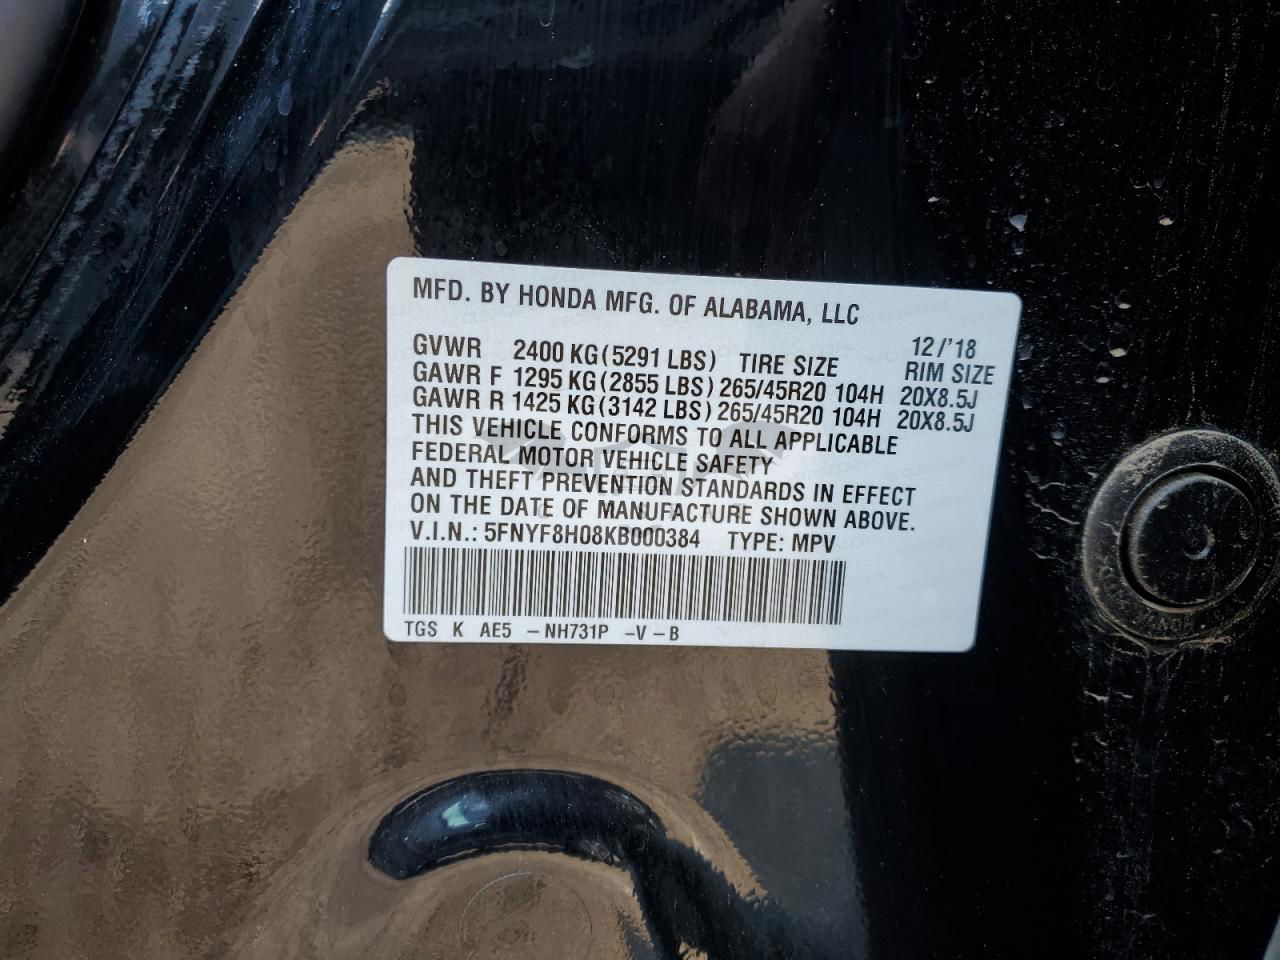 MFD. BY HONDA MFG. OF ALABAMA, LLC
12/'18
GVWR 2400 KG(5291 LBS) TIRE SIZE RIM SIZE
GAWR F 1295 KG(2855 LBS) 265/45R20 104H 20X8.5J
GAWR R 1425 KG(3142 LBS) 265/45R20 104H 20X8.5J
THIS VEHICLE CONFORMS TO ALL APPLICABLE
FEDERAL MOTOR VEHICLE SAFETY
AND THEFT PREVENTION STANDARDS IN EFFECT
ON THE DATE OF MANUFACTURE SHOWN ABOVE.
V.I.N.: 5FNYF8H08KB000384 TYPE: MPV
TGS K AE5 -NH731P -V-B